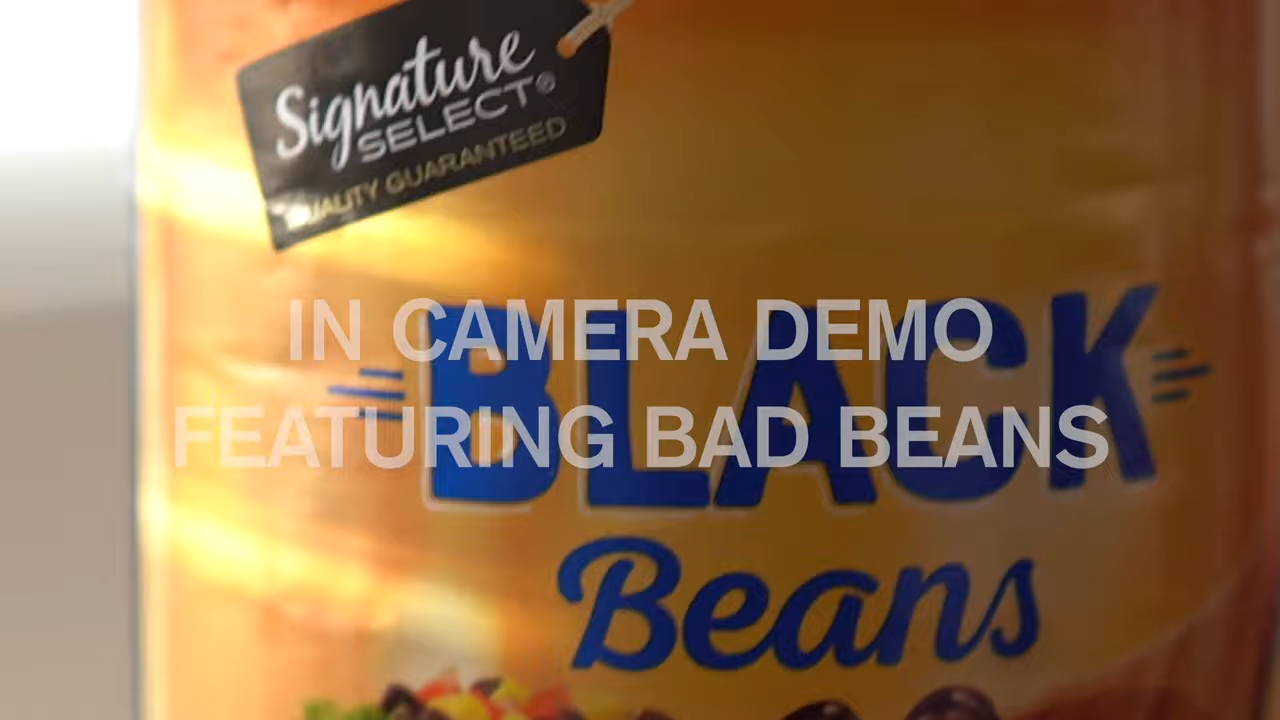 Signature
SELECT®
QUALITY GUARANTEED
IN CAMERA DEMO
BLACK
FEATURING BAD BEANS
Beans